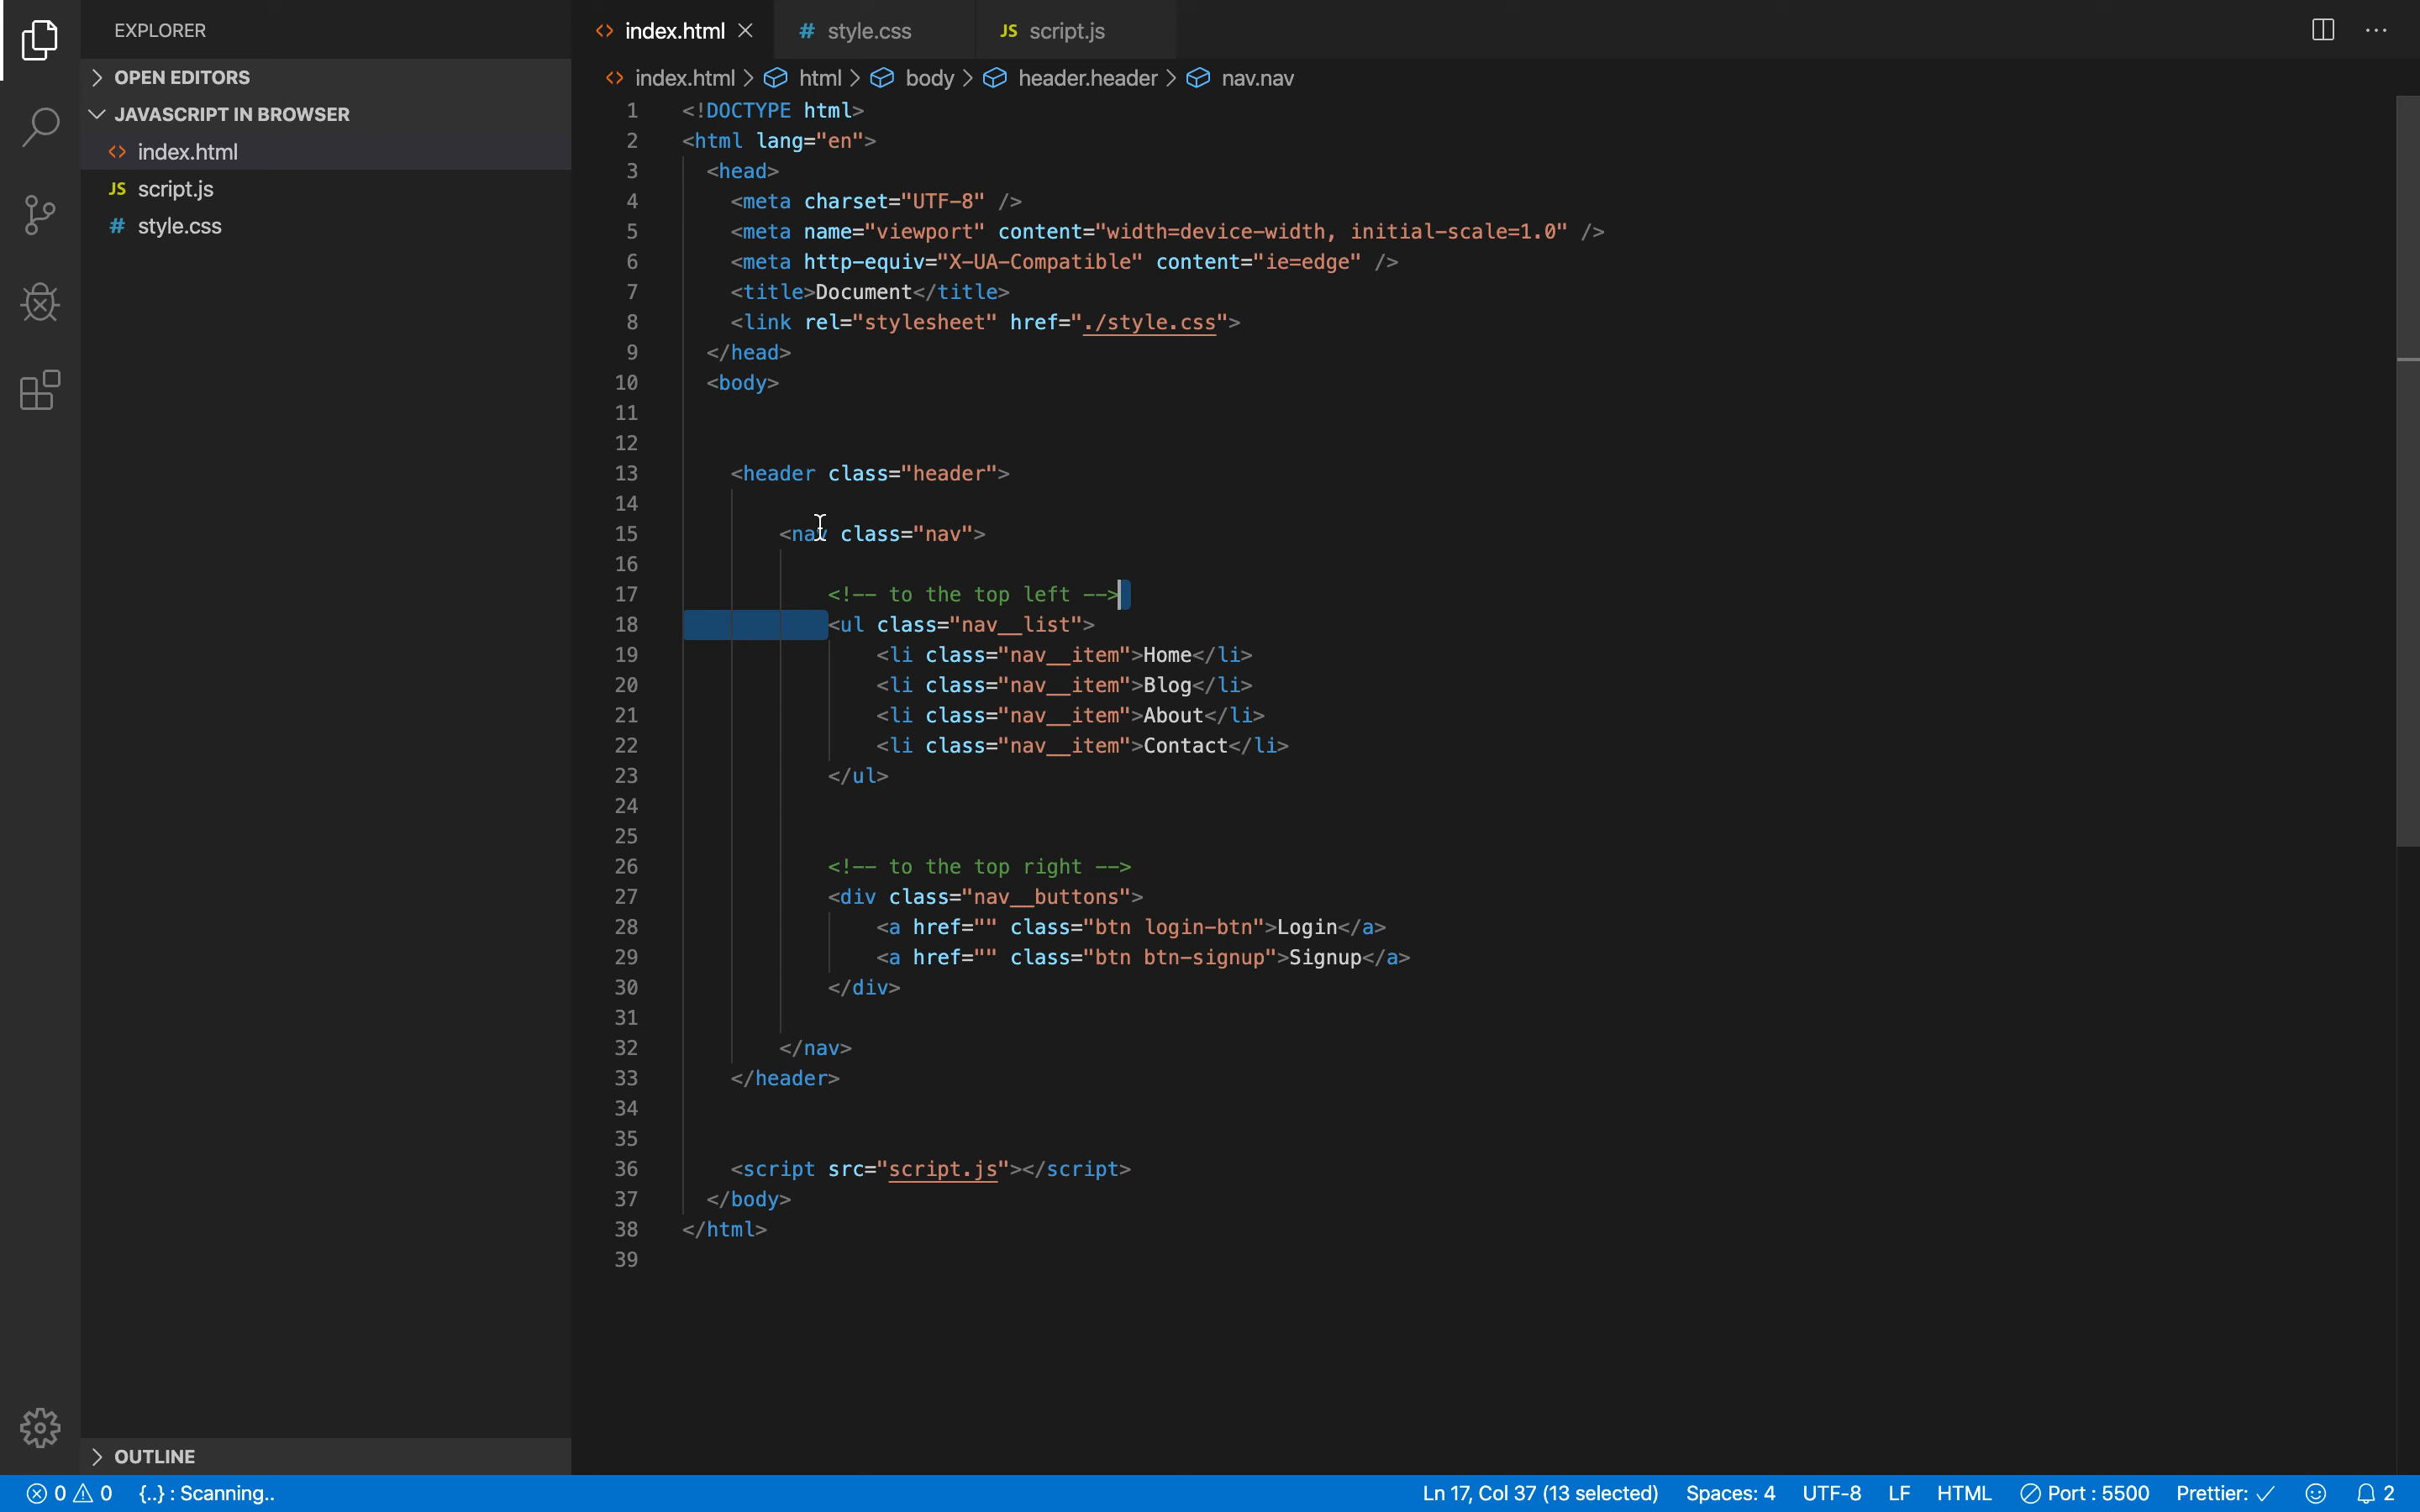 EXPLORER
OPEN EDITORS
JAVASCRIPT IN BROWSER
<> index.html
JS script.js
# style.css
OUTLINE
<> index.html
# style.css
JS script.js
<> index.html > html > body > header.header > nav.nav
1 <!DOCTYPE html>
2 <html lang="en">
3 <head>
4 <meta charset="UTF-8" />
5 <meta name="viewport" content="width=device-width, initial-scale=1.0" />
6 <meta http-equiv="X-UA-Compatible" content="ie=edge" />
7 <title>Document</title>
8 <link rel="stylesheet" href="./style.css">
9 </head>
10 <body>
11
12
13 <header class="header">
14
15 <nav class="nav">
16
17 <!-- to the top left -->
18 <ul class="nav__list">
19 <li class="nav__item">Home</li>
20 <li class="nav__item">Blog</li>
21 <li class="nav__item">About</li>
22 <li class="nav__item">Contact</li>
23 </ul>
24
25
26 <!-- to the top right -->
27 <div class="nav__buttons">
28 <a href="" class="btn login-btn">Login</a>
29 <a href="" class="btn btn-signup">Signup</a>
30 </div>
31
32 </nav>
33 </header>
34
35
36 <script src="script.js"></script>
37 </body>
38 </html>
39
0 0 {..} : Scanning.. Ln 17, Col 37 (13 selected) Spaces: 4 UTF-8 LF HTML Port : 5500 Prettier: ✓ 2